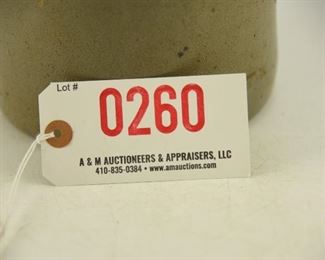 Lot #
0260
A & M AUCTIONEERS & APPRAISERS, LLC
410-835-0384 • www.amauctions.com